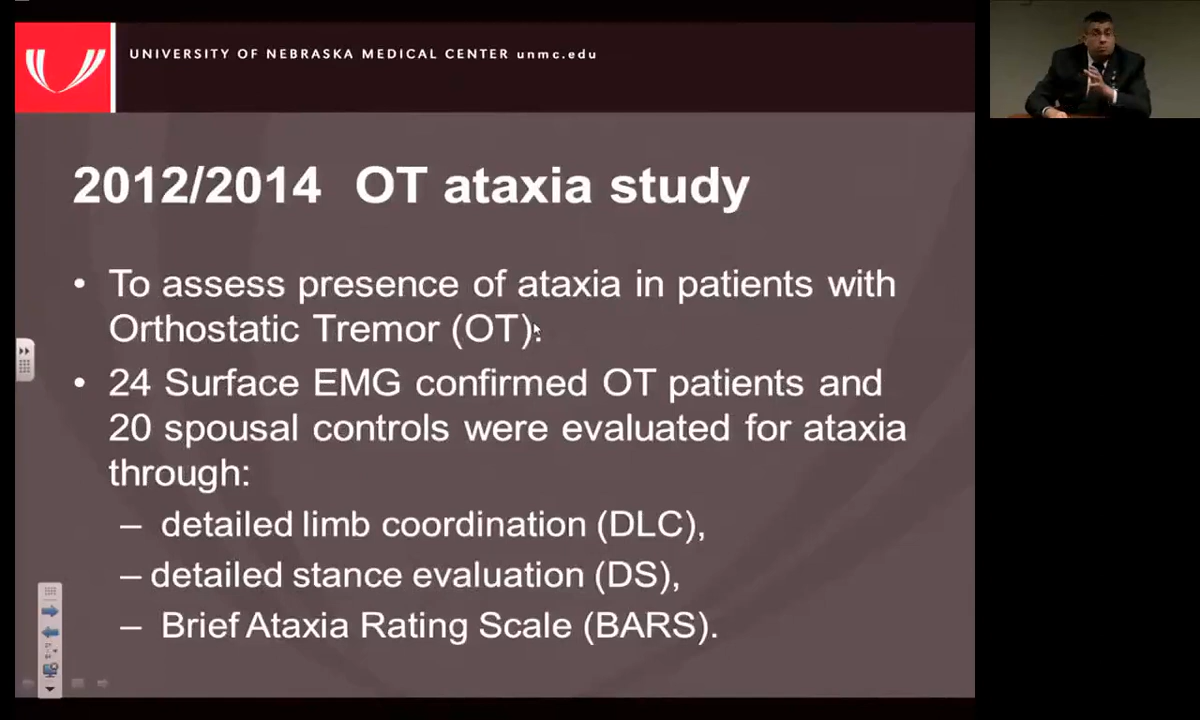 UNIVERSITY OF NEBRASKA MEDICAL CENTER unmc.edu
2012/2014 OT ataxia study
• To assess presence of ataxia in patients with
Orthostatic Tremor (OT).
• 24 Surface EMG confirmed OT patients and
20 spousal controls were evaluated for ataxia
through:
– detailed limb coordination (DLC),
– detailed stance evaluation (DS),
– Brief Ataxia Rating Scale (BARS).